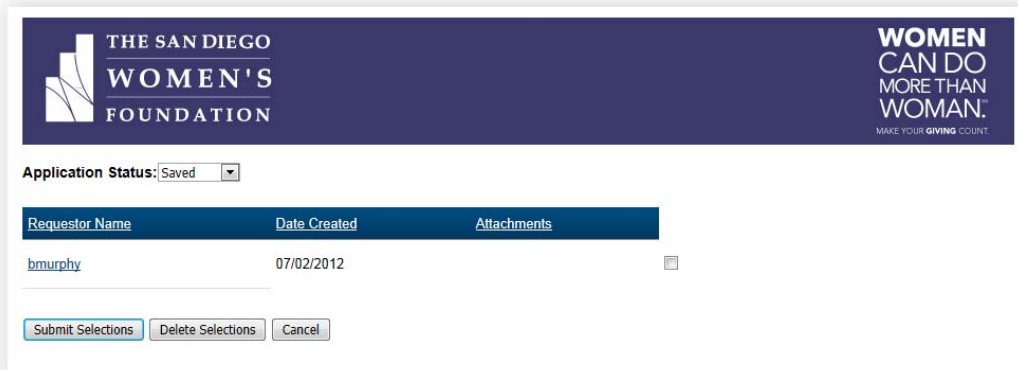 THE SAN DIEGO
WOMEN'S
FOUNDATION
WOMEN
CAN DO
MORE THAN
WOMAN.℠
MAKE YOUR GIVING COUNT.
Application Status: Saved
Requestor Name Date Created Attachments
bmurphy 07/02/2012
Submit Selections Delete Selections Cancel